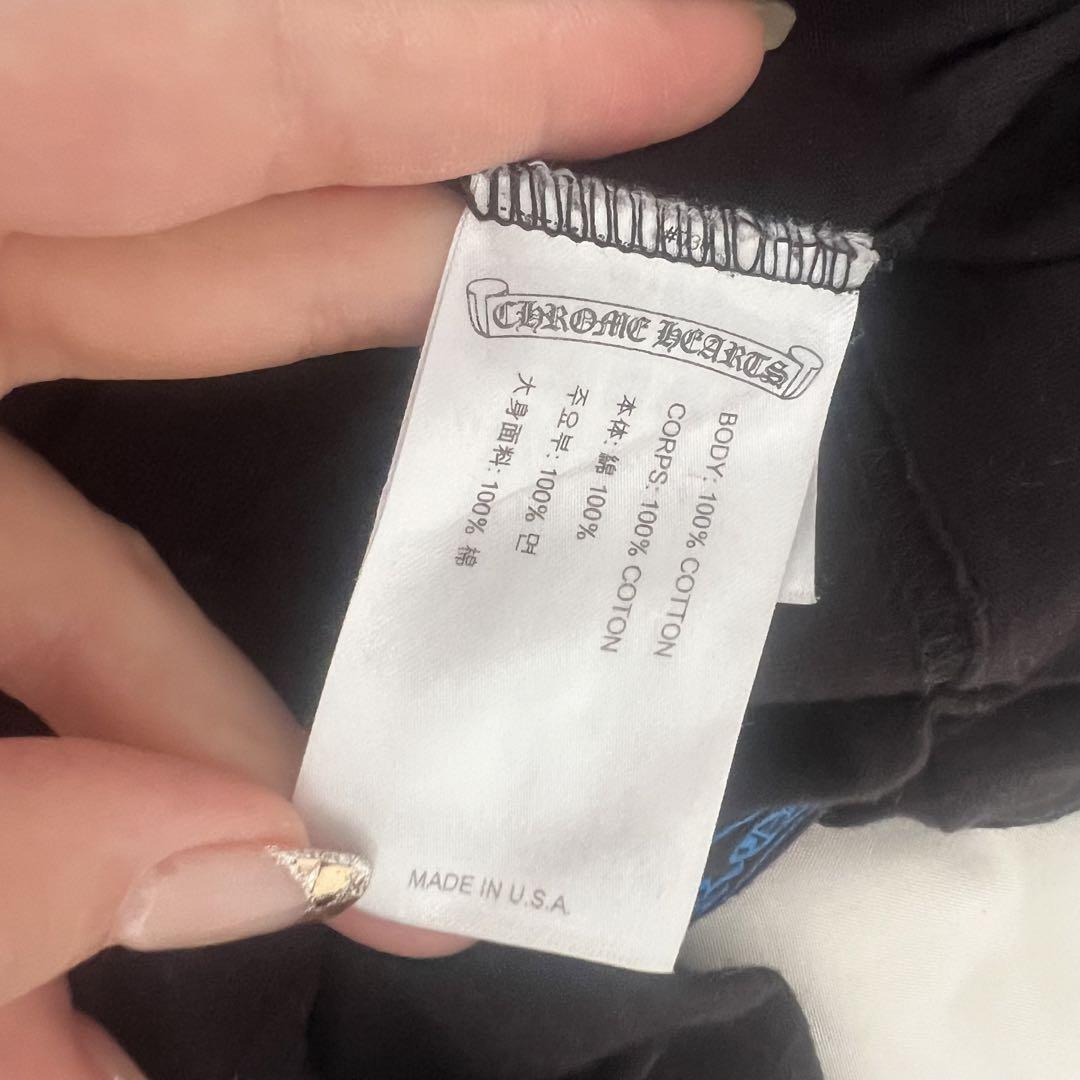 CHROME HEARTS
BODY: 100% COTTON
CORPS: 100% COTON
本体: 綿 100%
주요부: 100% 면
大身面料: 100% 棉
MADE IN U.S.A.